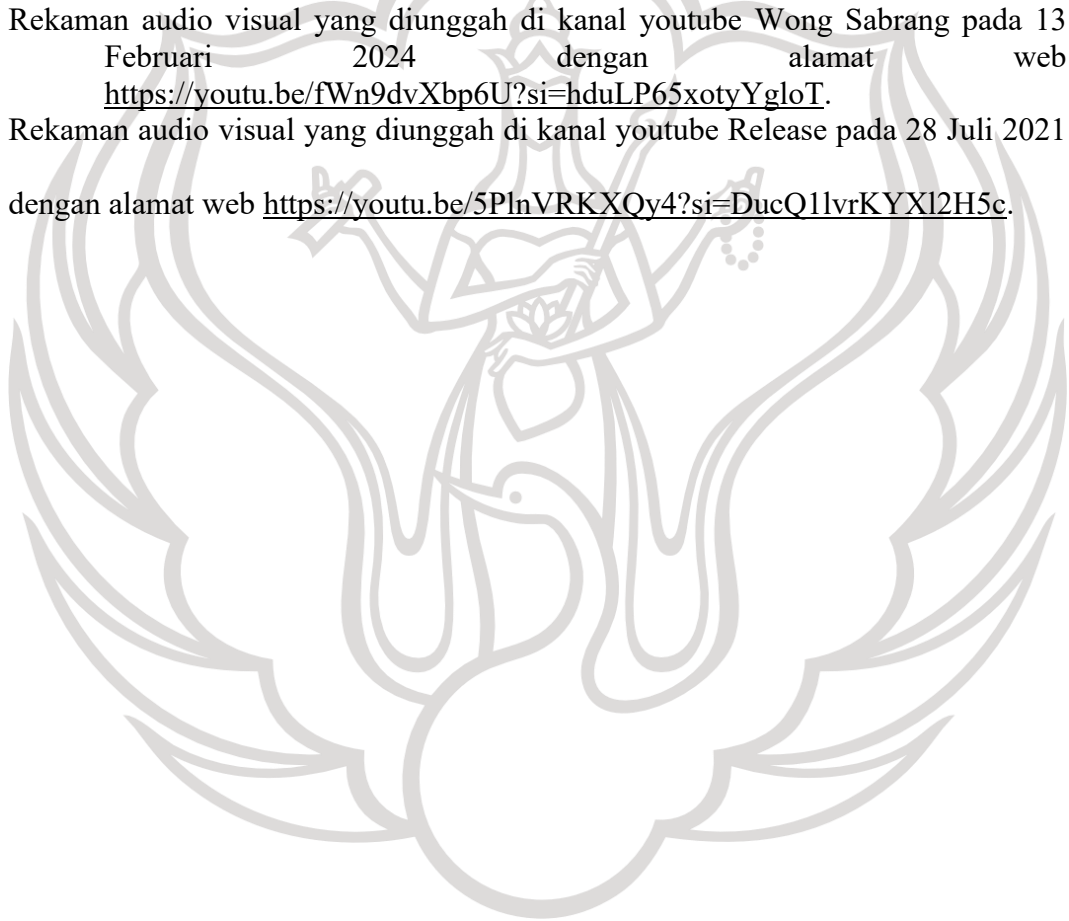 Rekaman audio visual yang diunggah di kanal youtube Wong Sabrang pada 13
Februari 2024 dengan alamat web
https://youtu.be/fWn9dvXbp6U?si=hduLP65xotyYgloT.
Rekaman audio visual yang diunggah di kanal youtube Release pada 28 Juli 2021
dengan alamat web https://youtu.be/5PlnVRKXQy4?si=DucQ1lvrKYXl2H5c.